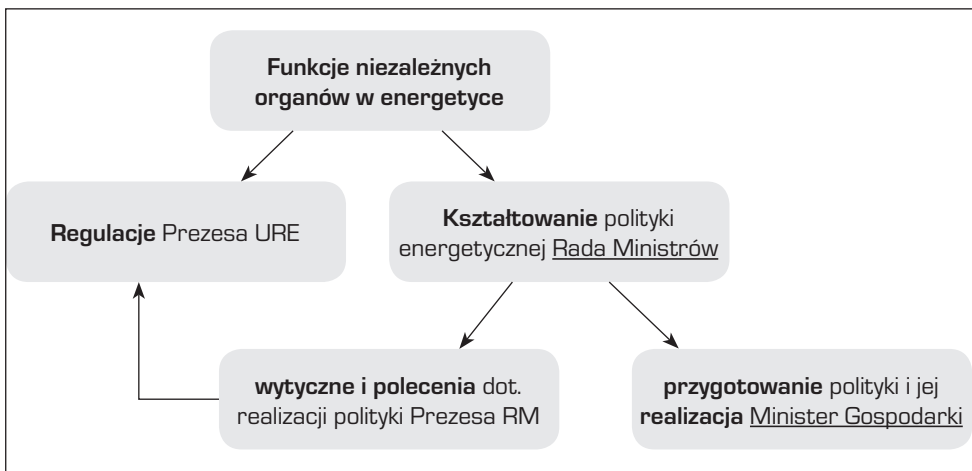 Funkcje niezależnych
organów w energetyce
Regulacje Prezesa URE
Kształtowanie polityki
energetycznej Rada Ministrów
wytyczne i polecenia dot.
realizacji polityki Prezesa RM
przygotowanie polityki i jej
realizacja Minister Gospodarki